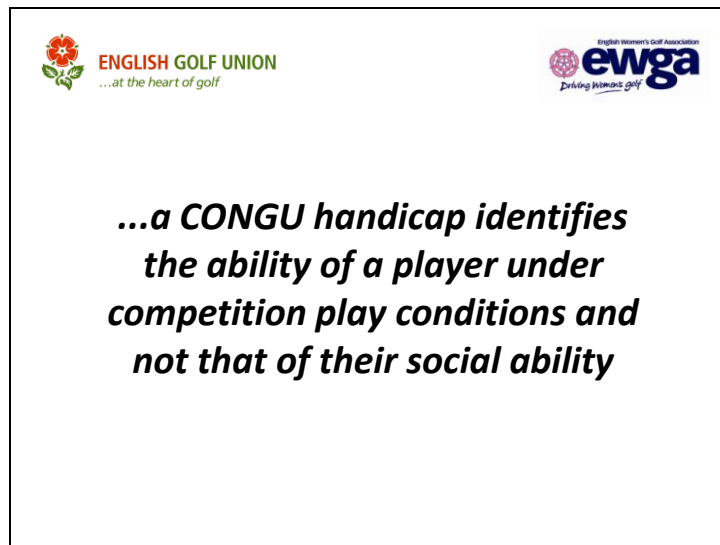 ENGLISH GOLF UNION
...at the heart of golf
English Women's Golf Association
ewga
Driving Women's golf
...a CONGU handicap identifies
the ability of a player under
competition play conditions and
not that of their social ability